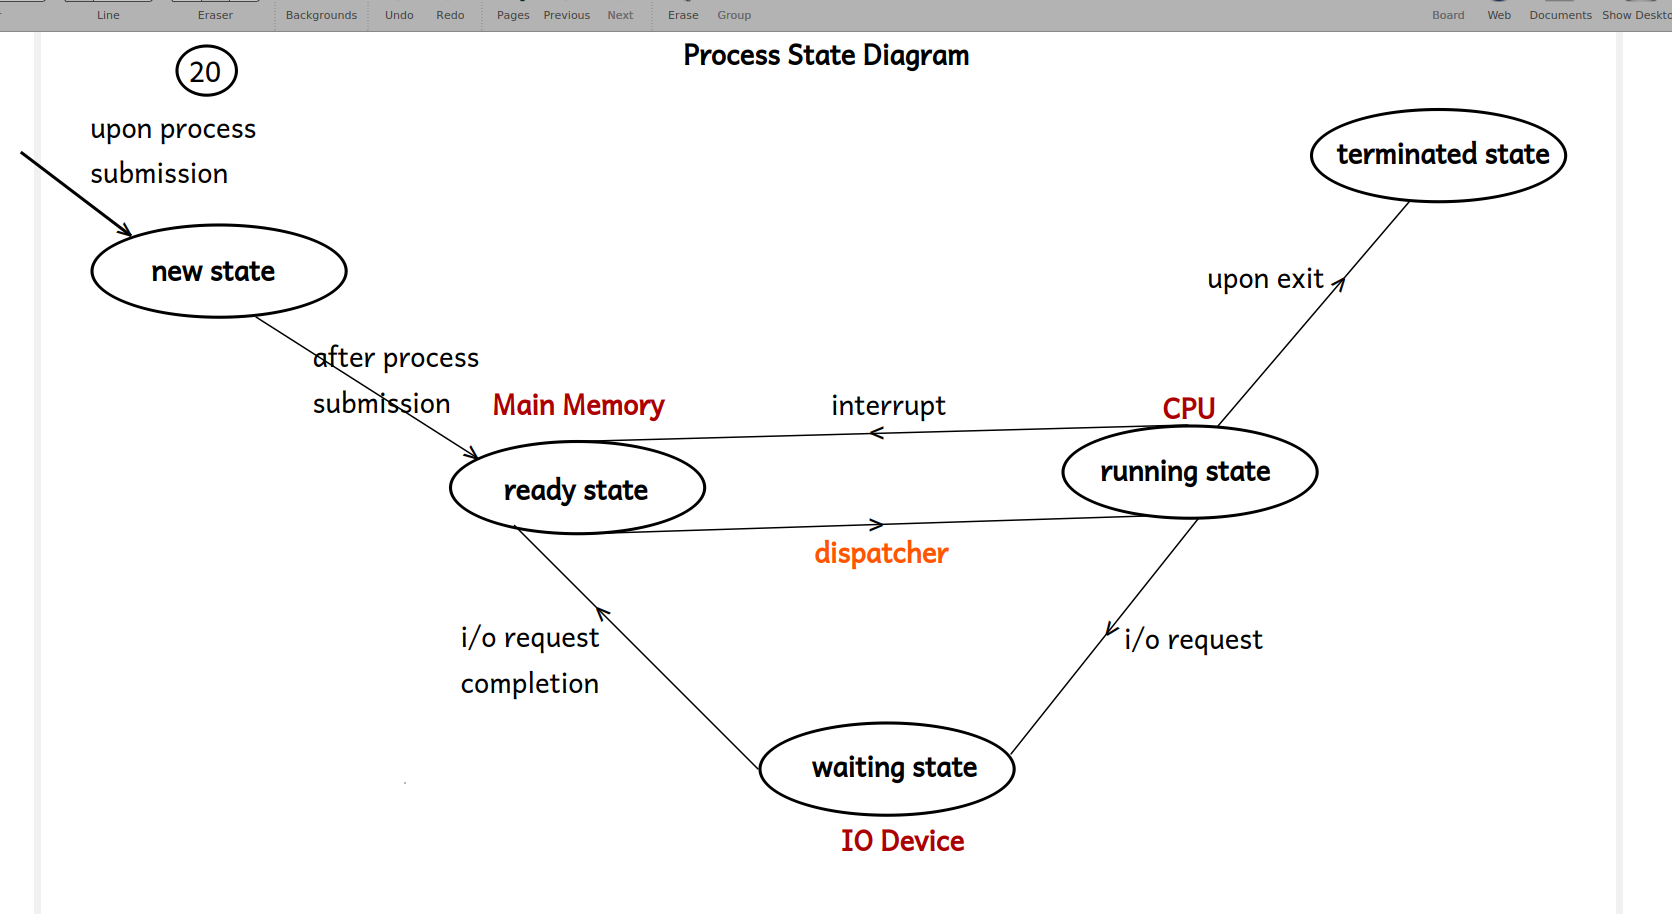 Line
Eraser
Backgrounds
Undo
Redo
Pages
Previous
Next
Erase
Group
Board
Web
Documents
Show Deskto
Process State Diagram
20
upon process
submission
terminated state
new state
upon exit
after process
submission
Main Memory
interrupt
CPU
ready state
running state
dispatcher
i/o request
completion
i/o request
waiting state
IO Device